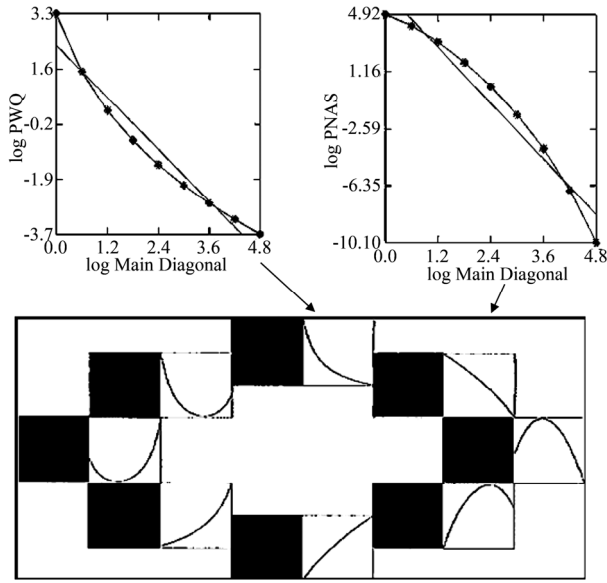 3.3
1.6
-0.2
-1.9
-3.7
log PWQ
0.0 1.2 2.4 3.6 4.8
log Main Diagonal
4.92
1.16
-2.59
-6.35
-10.10
log PNAS
0.0 1.2 2.4 3.6 4.8
log Main Diagonal